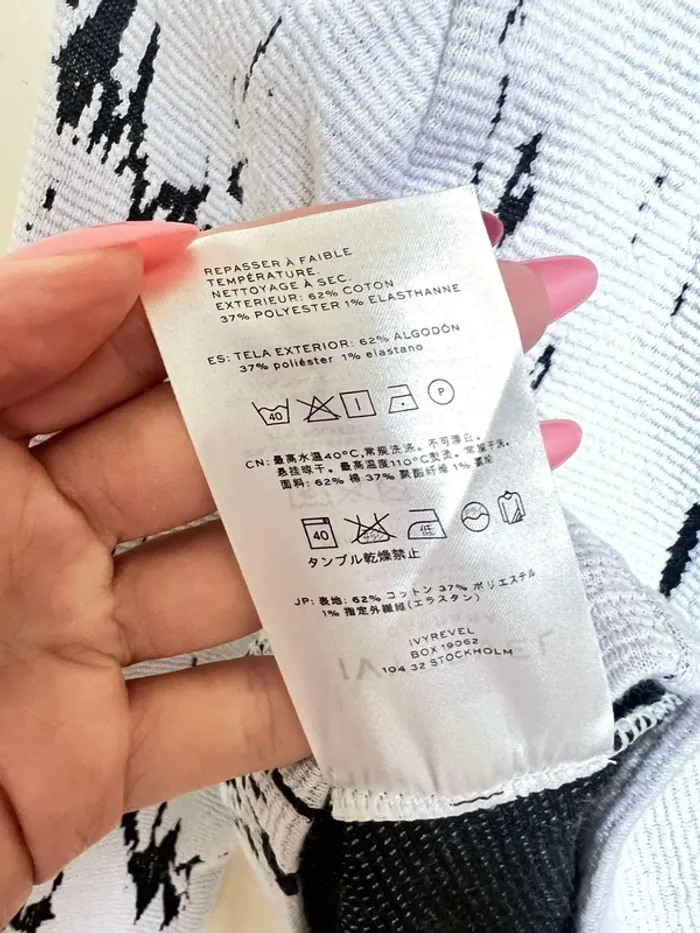 REPASSER À FAIBLE
TEMPÉRATURE.
NETTOYAGE À SEC.
EXTERIEUR: 62% COTON
37% POLYESTER 1% ELASTHANNE
ES: TELA EXTERIOR: 62% ALGODÓN
37% poliéster 1% elastano
40 I P
CN: 最高水温40°C,常规洗涤。不可漂白。
悬挂晾干。最高温度110°C熨烫。常规干洗。
面料: 62% 棉 37% 聚酯纤维 1% 氨纶
40 低
タンブル乾燥禁止
JP: 表地: 62% コットン 37% ポリエステル
1% 指定外繊維(エラスタン)
IVYREVEL
BOX 19062
104 32 STOCKHOLM